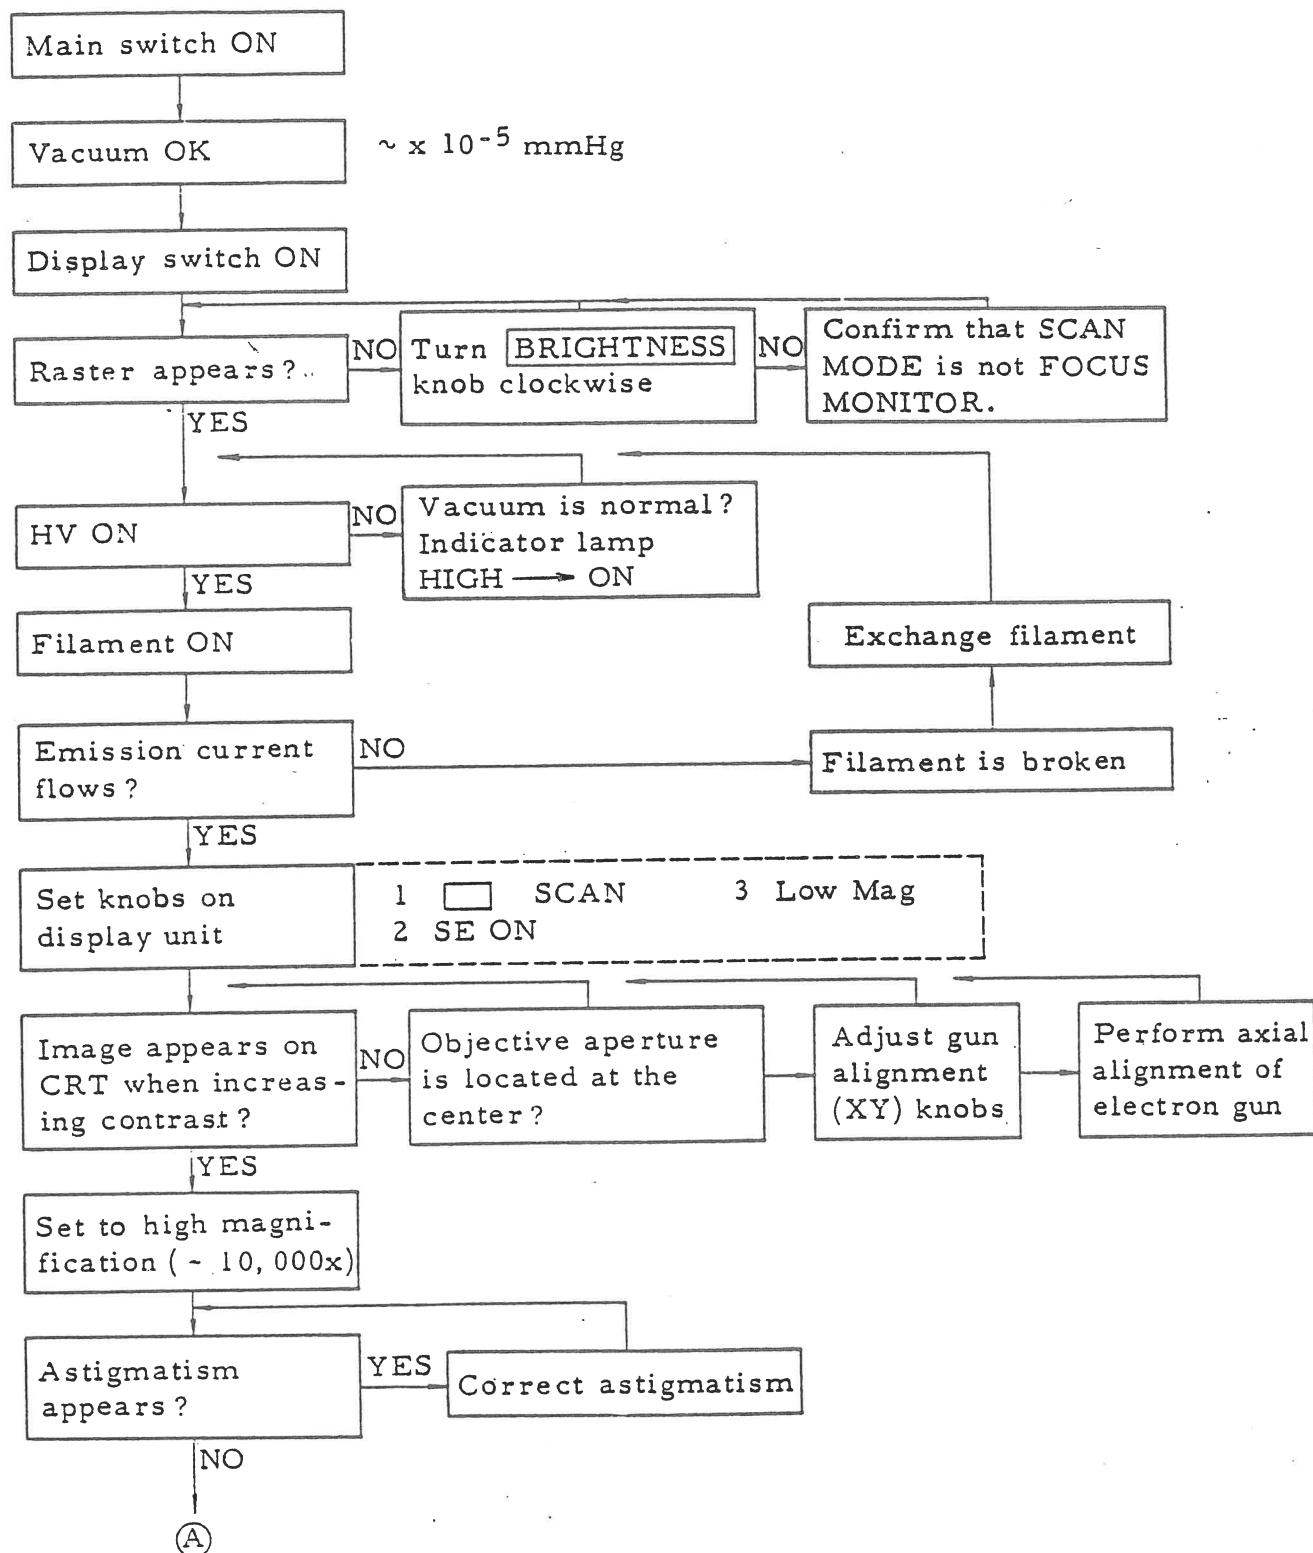 Main switch ON
Vacuum OK
~ x 10-5 mmHg
Display switch ON
Raster appears?
NO
Turn BRIGHTNESS
knob clockwise
NO
Confirm that SCAN
MODE is not FOCUS
MONITOR.
YES
HV ON
NO
Vacuum is normal?
Indicator lamp
HIGH → ON
YES
Filament ON
Exchange filament
Emission current
flows?
NO
Filament is broken
YES
Set knobs on
display unit
1 SCAN
2 SE ON
3 Low Mag
Image appears on
CRT when increas-
ing contrast?
NO
Objective aperture
is located at the
center?
Adjust gun
alignment
(XY) knobs
Perform axial
alignment of
electron gun
YES
Set to high magni-
fication (~ 10,000x)
Astigmatism
appears?
YES
Correct astigmatism
NO
A